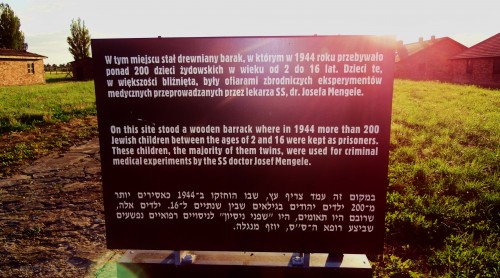 W tym miejscu stał drewniany barak, w którym w 1944 roku przebywało
ponad 200 dzieci żydowskich w wieku od 2 do 16 lat. Dzieci te,
w większości bliźnięta, były ofiarami zbrodniczych eksperymentów
medycznych przeprowadzanych przez lekarza SS, dr. Josefa Mengele.
On this site stood a wooden barrack where in 1944 more than 200
Jewish children between the ages of 2 and 16 were kept as prisoners.
These children, the majority of them twins, were used for criminal
medical experiments by the SS doctor Josef Mengele.
במקום זה עמד צריף עץ, שבו הוחזקו ב-1944 כאסירים יותר
מ-200 ילדים יהודים בגילאים שבין שנתיים ל-16. ילדים אלה,
שרובם היו תאומים, היו "שפני ניסיון" לניסויים רפואיים נפשעים
שביצע רופא ה-ס"ס, יוזף מנגלה.